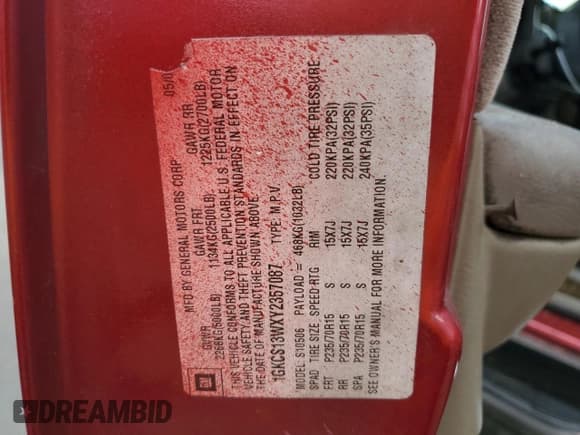 MFD BY GENERAL MOTORS CORP 05/0
GVWR GAWR FRT GAWR RR
2268KG(5000LB) 1134KG(2500LB) 1225KG(2700LB)
THIS VEHICLE CONFORMS TO ALL APPLICABLE U.S. FEDERAL MOTOR
VEHICLE SAFETY AND THEFT PREVENTION STANDARDS IN EFFECT ON
THE DATE OF MANUFACTURE SHOWN ABOVE.
1GKCS13WXY2357087 TYPE: M.P.V.
MODEL: S10506 PAYLOAD = 468KG(1032LB)
SPAD TIRE SIZE SPEED RTG RIM COLD TIRE PRESSURE
FRT P235/70R15 S 15X7J 220KPA(32PSI)
RR P235/70R15 S 15X7J 220KPA(32PSI)
SPA P235/70R15 S 15X7J 240KPA(35PSI)
SEE OWNER'S MANUAL FOR MORE INFORMATION.
GM
DREAMBID